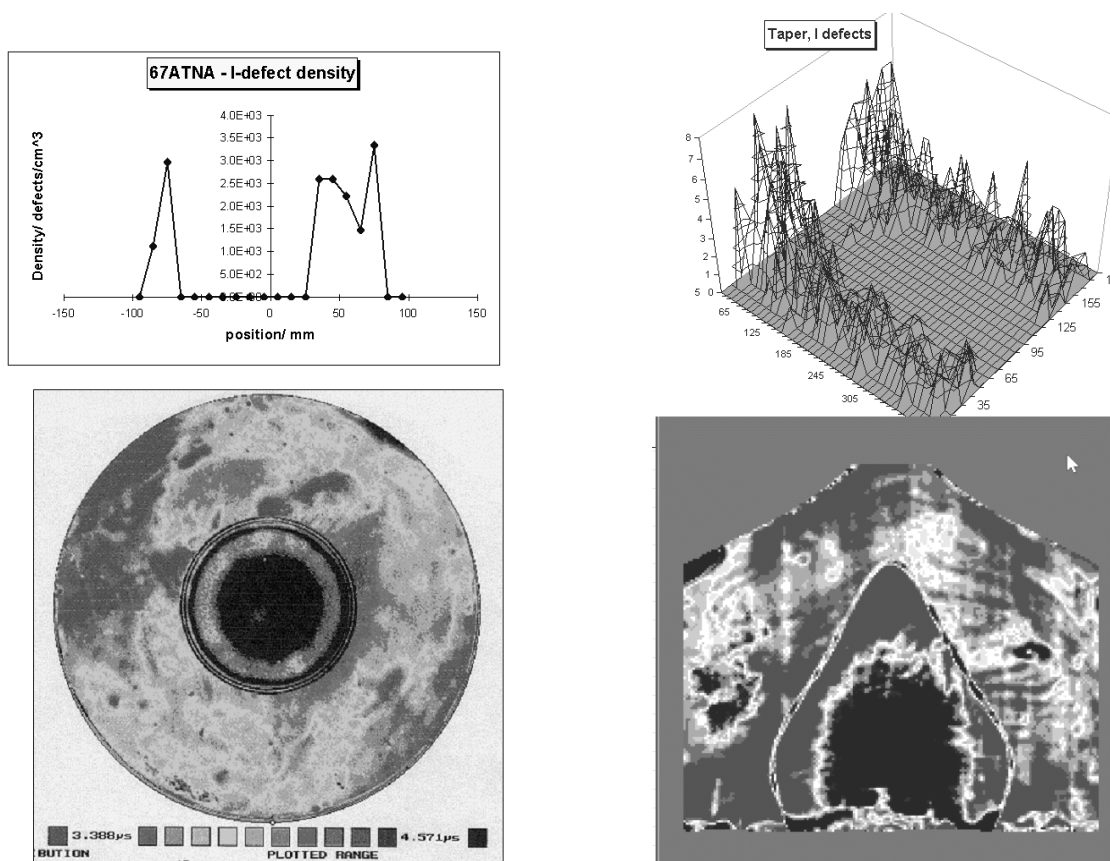 67ATNA - I-defect density
Density/ defects/cm^3
4.0E+03
3.5E+03
3.0E+03
2.5E+03
2.0E+03
1.5E+03
1.0E+03
5.0E+02
-150 -100 -50 0 50 100 150
position/ mm
Taper, I defects
8
7
6
5
4
3
2
1
0
5
65
125
185
245
305
35
65
95
125
155
3.388µs 4.571µs
BUTION PLOTTED RANGE